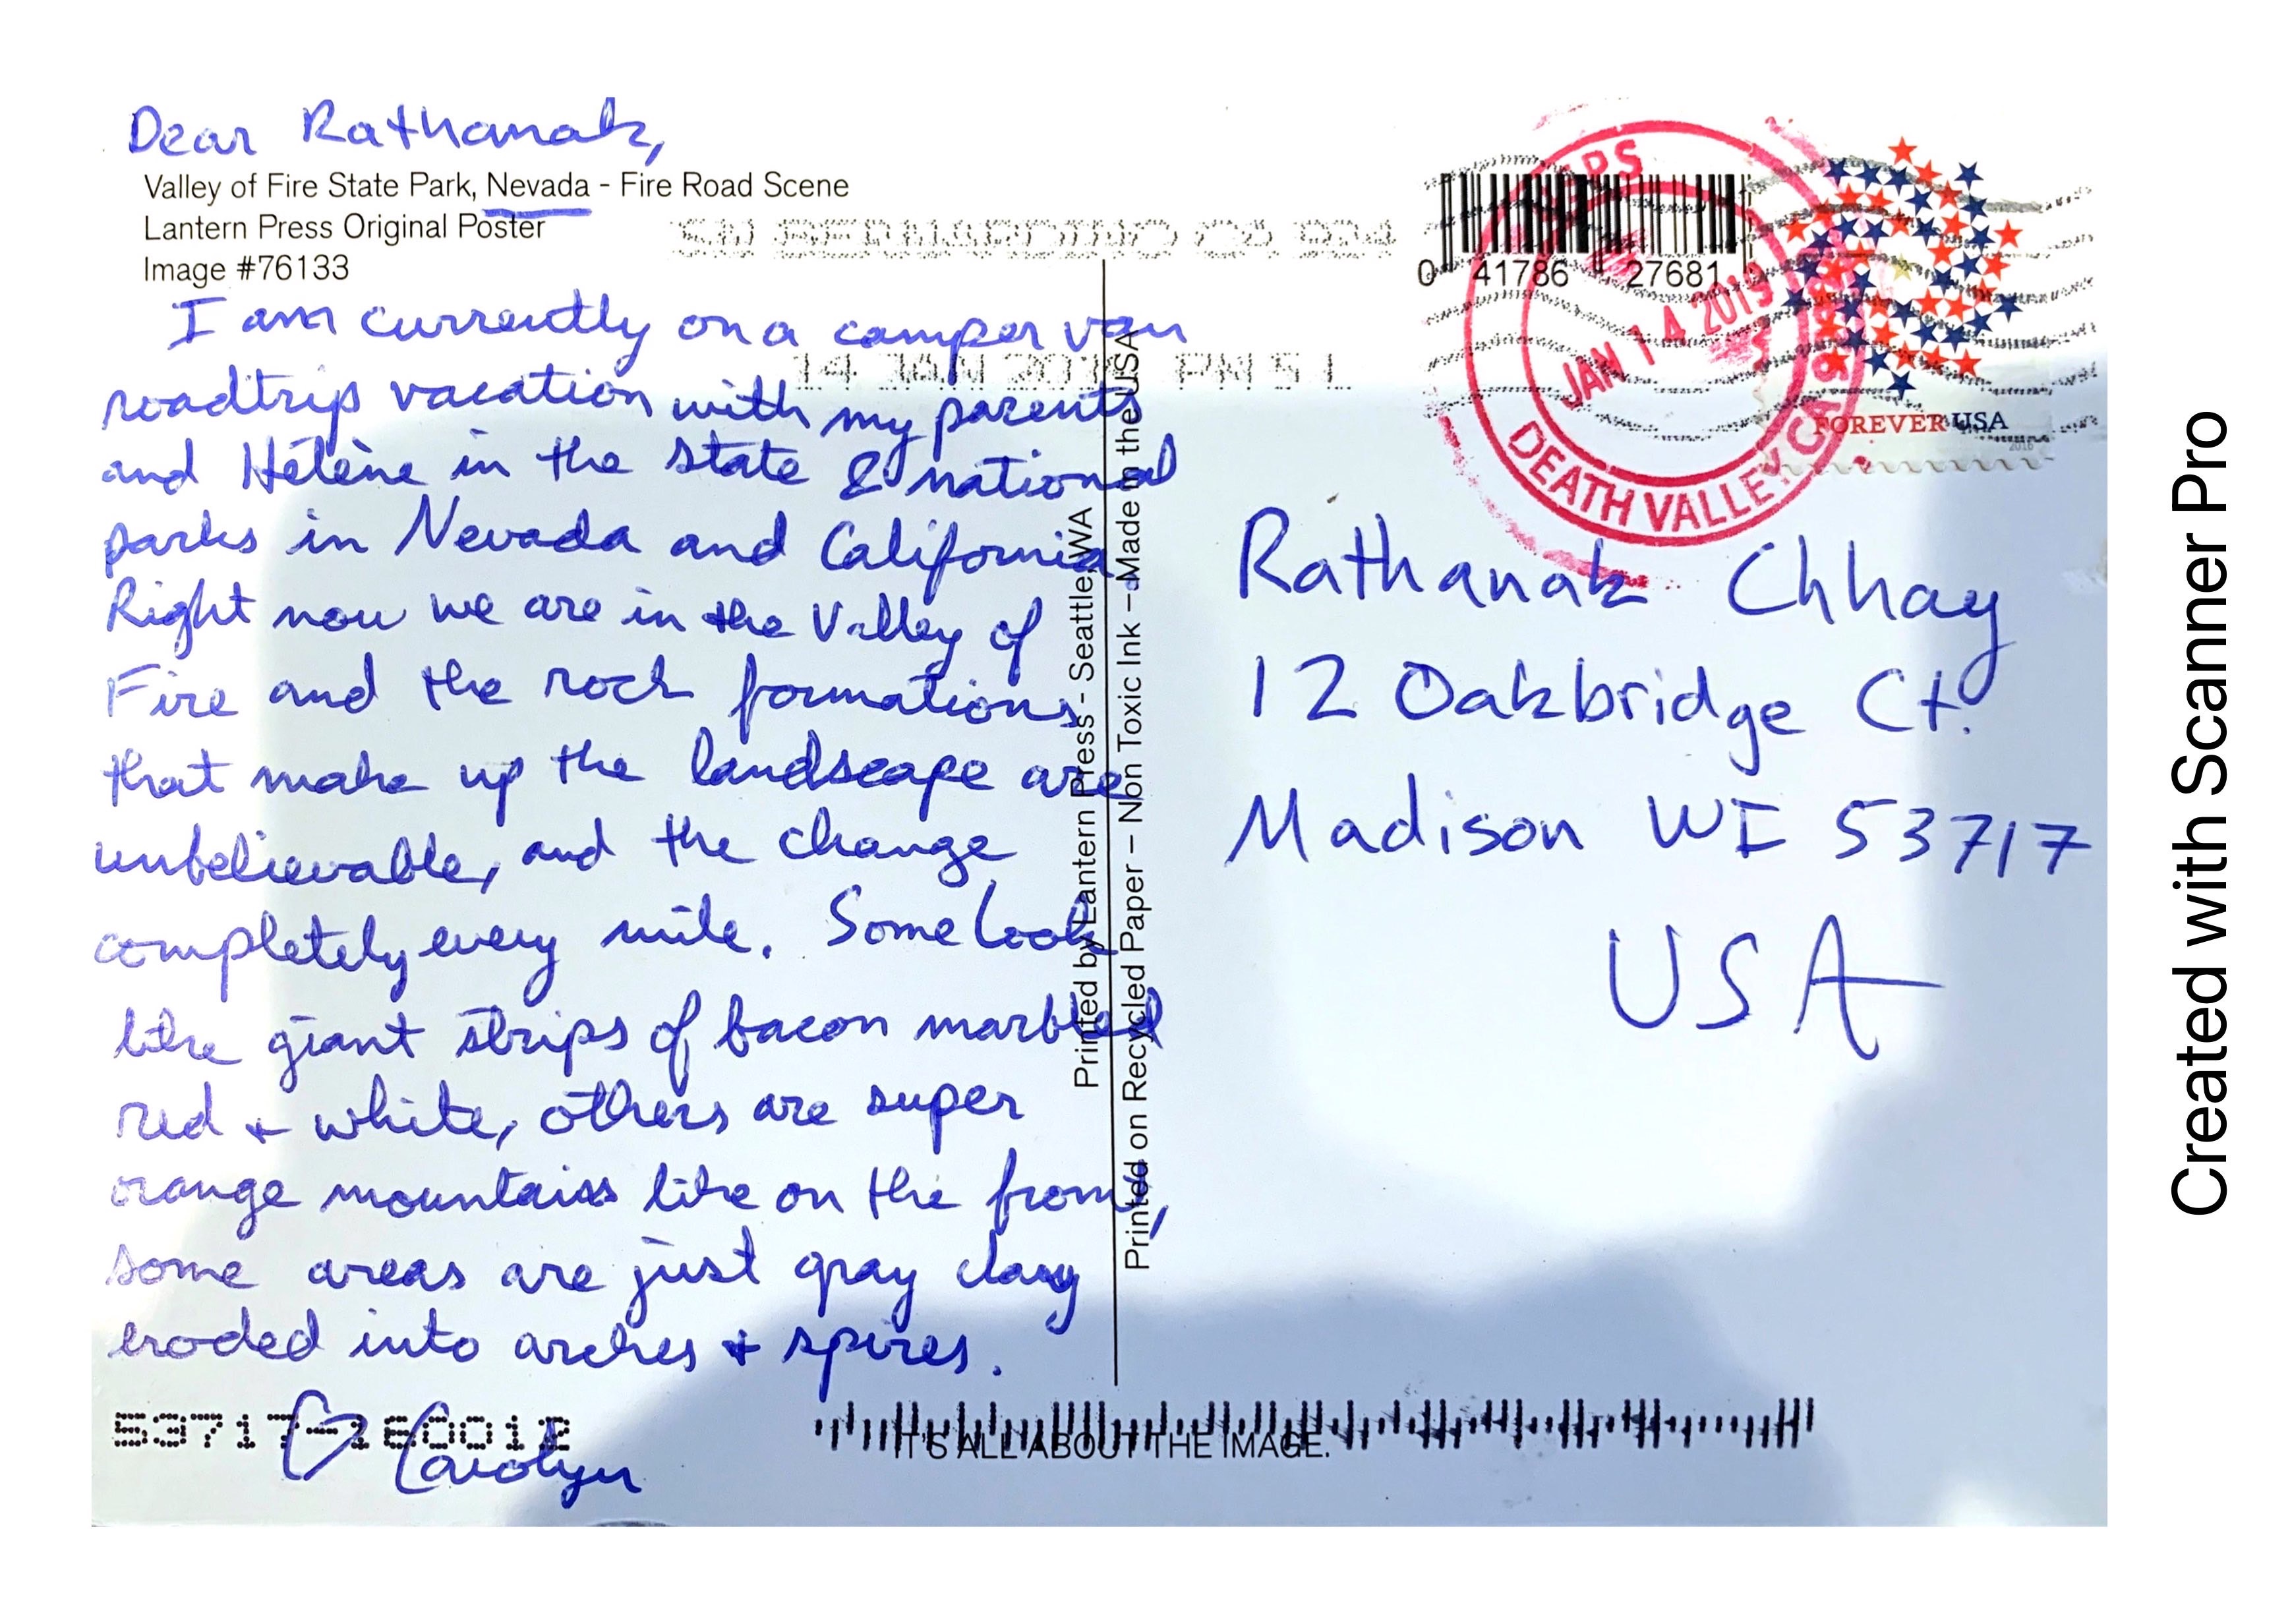 Dear Rathanak,
Valley of Fire State Park, Nevada - Fire Road Scene
Lantern Press Original Poster
Image #76133
I am currently on a camper van
roadtrip vacation with my parents
and Hélène in the state & national
parks in Nevada and California
Right now we are in the Valley of
Fire and the rock formations
that make up the landscape are
unbelievable, and the change
completely every mile. Some look
like giant strips of bacon marbled
red + white, others are super
orange mountains like on the front,
some areas are just gray clay
eroded into arches + spires.
♡ Carolyn
53717-260012
SN BERNARDINO CA 924
14 JAN 2019 PM 5 L
0 41786 27681
USPS
JAN 14 2019
DEATH VALLEY CA
FOREVER USA
2016
Printed by Lantern Press - Seattle, WA
Printed on Recycled Paper – Non Toxic Ink – Made in the USA
Rathanak Chhay
12 Oakbridge Ct.
Madison WI 53717
USA
IT'S ALL ABOUT THE IMAGE.
Created with Scanner Pro